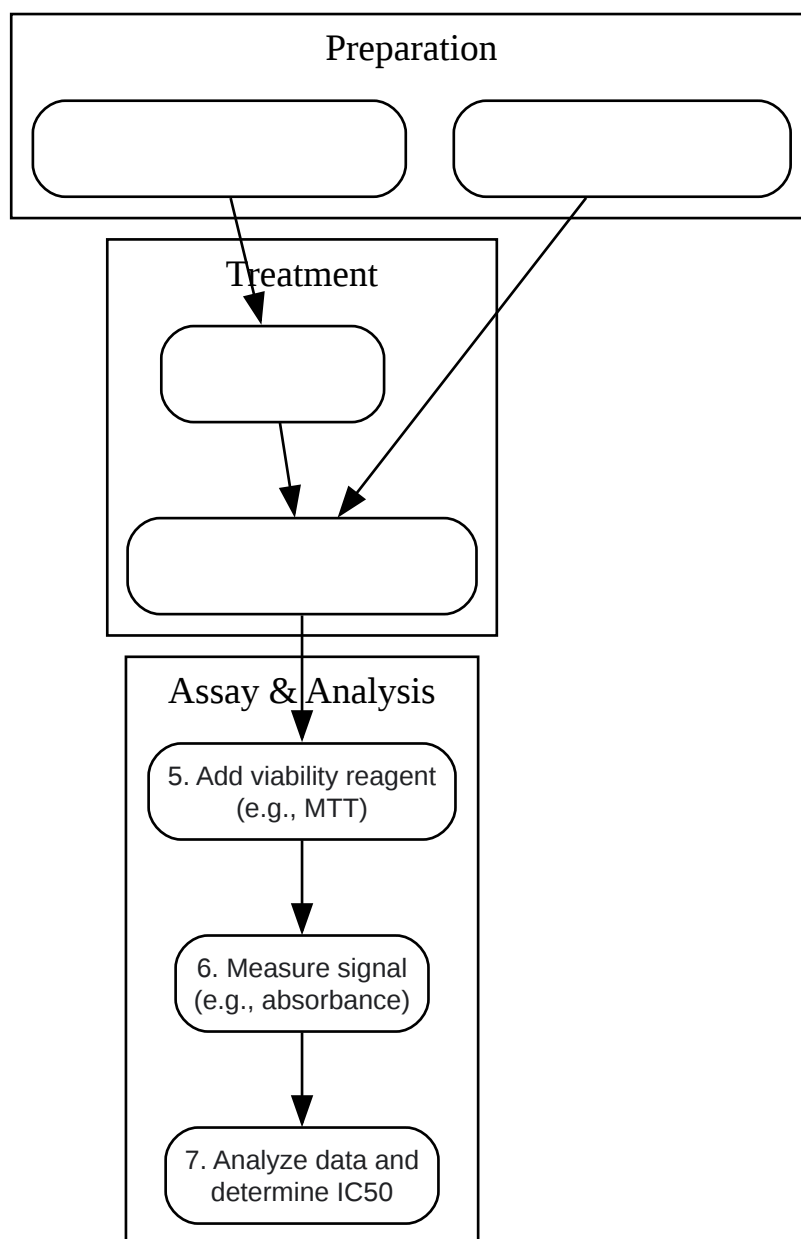 Preparation
Treatment
Assay & Analysis
5. Add viability reagent
(e.g., MTT)
6. Measure signal
(e.g., absorbance)
7. Analyze data and
determine IC50